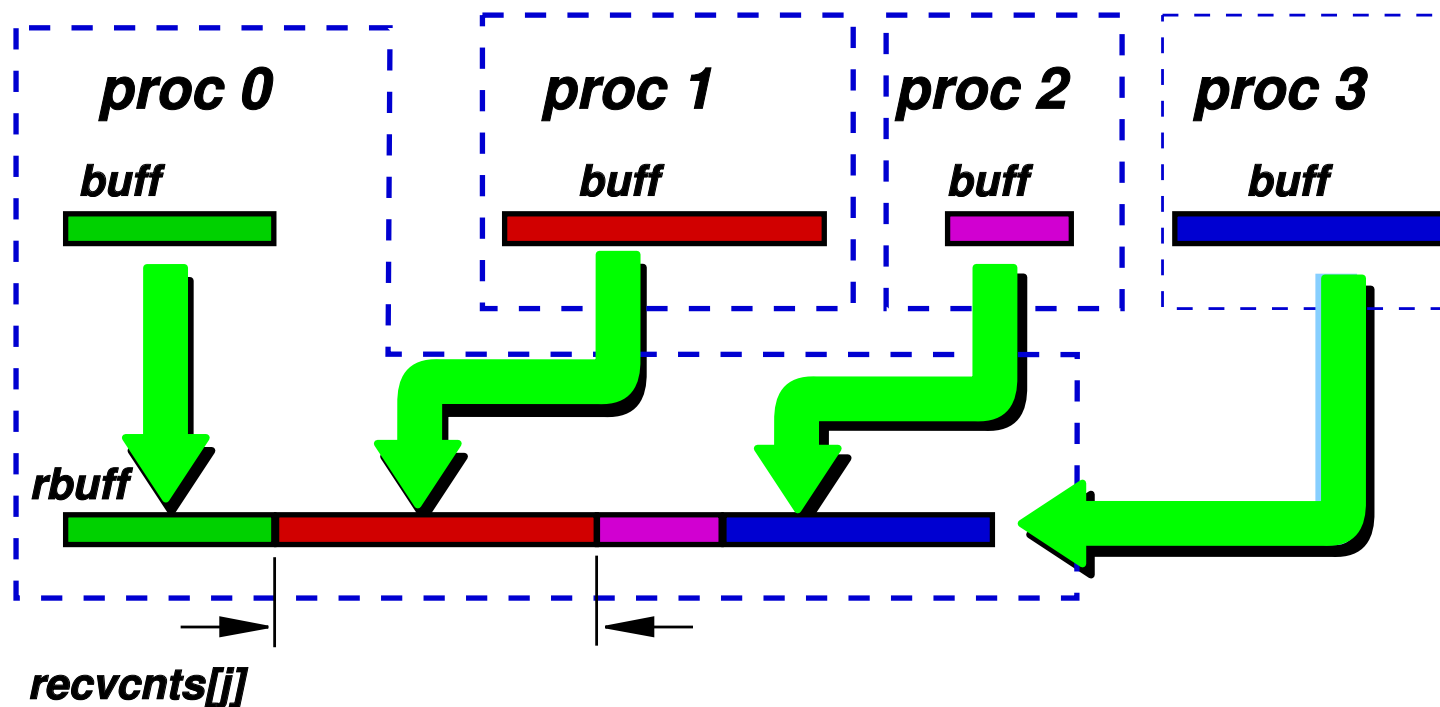 proc 0
proc 1
proc 2
proc 3
buff
buff
buff
buff
rbuff
recvcnts[j]